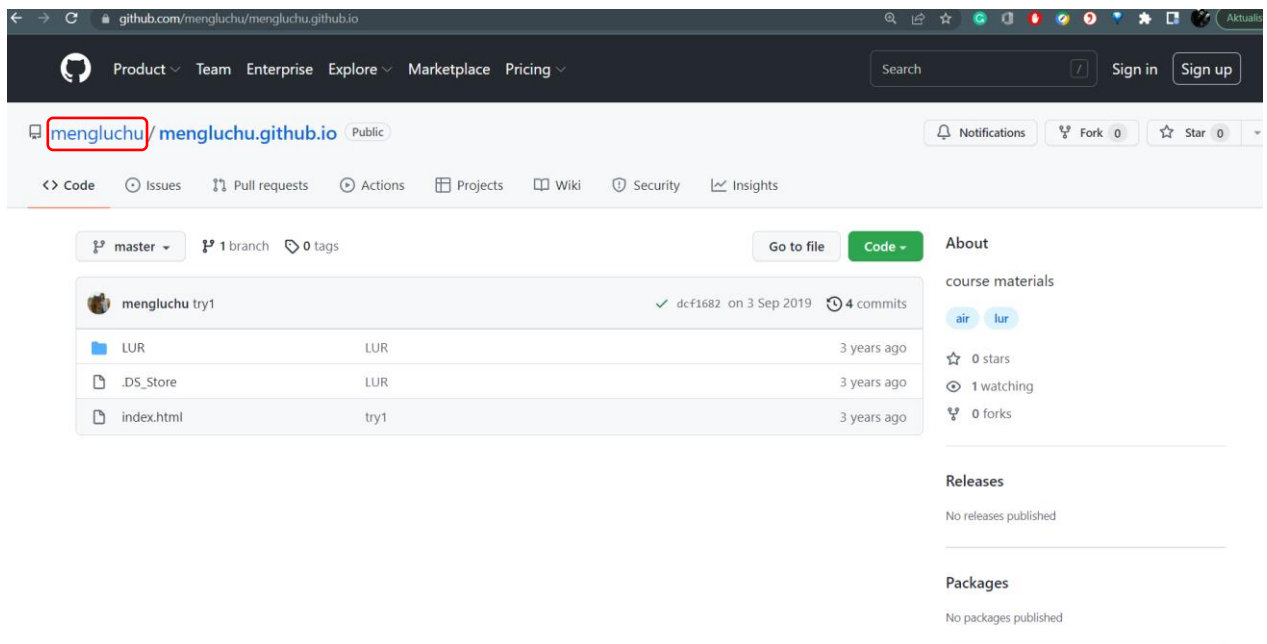 github.com/mengluchu/mengluchu.github.io Aktualis
Product Team Enterprise Explore Marketplace Pricing Search / Sign in Sign up
mengluchu / mengluchu.github.io Public Notifications Fork 0 Star 0
<> Code Issues Pull requests Actions Projects Wiki Security Insights
master 1 branch 0 tags Go to file Code About
course materials
mengluchu try1 dcf1682 on 3 Sep 2019 4 commits
air lur
LUR LUR 3 years ago
0 stars
.DS_Store LUR 3 years ago
1 watching
index.html try1 3 years ago
0 forks
Releases
No releases published
Packages
No packages published